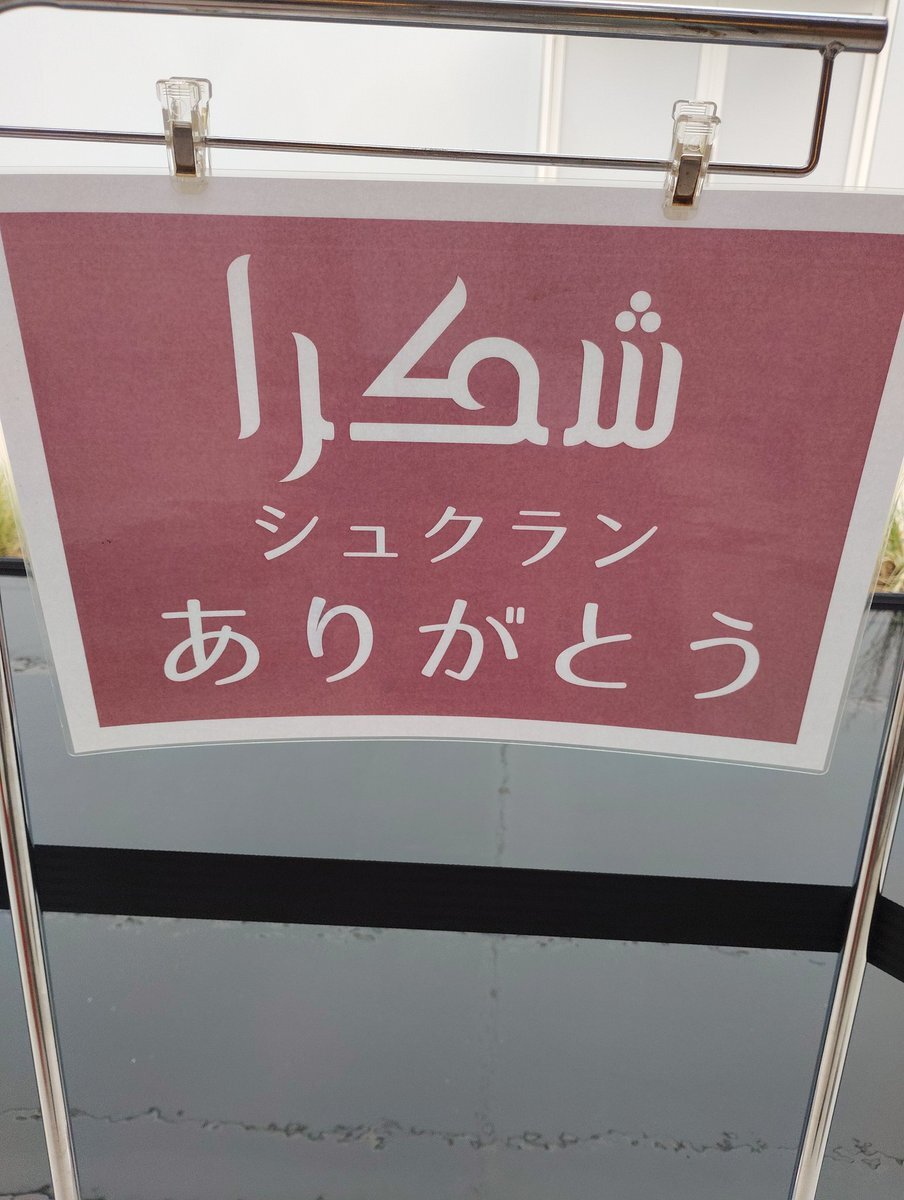 شكرا
シュクラン
ありがとう